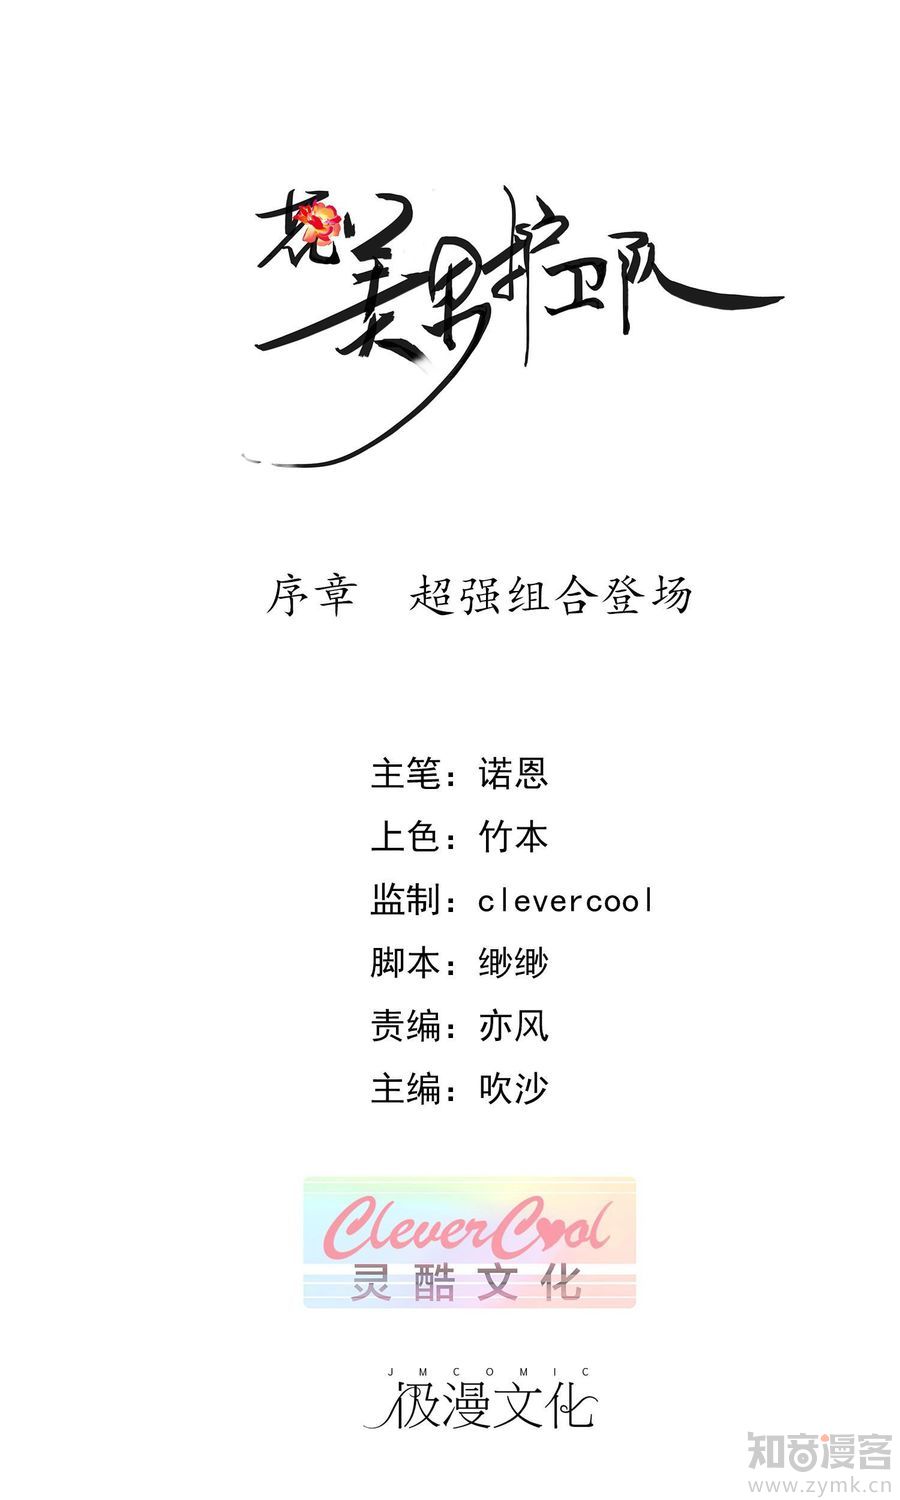 花美男护卫队
序章 超强组合登场
主笔：诺恩
上色：竹本
监制：clevercool
脚本：缈缈
责编：亦风
主编：吹沙
CleverCool
灵酷文化
JMCOMIC
极漫文化
知音漫客
www.zymk.cn